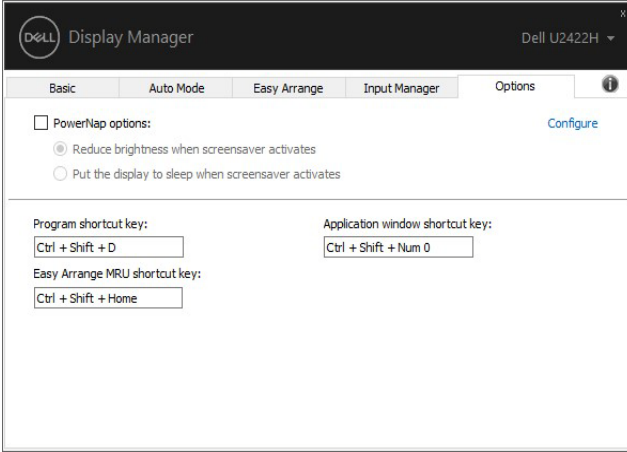 x
DELL Display Manager Dell U2422H
Basic Auto Mode Easy Arrange Input Manager Options i
PowerNap options: Configure
Reduce brightness when screensaver activates
Put the display to sleep when screensaver activates
Program shortcut key: Application window shortcut key:
Ctrl + Shift + D Ctrl + Shift + Num 0
Easy Arrange MRU shortcut key:
Ctrl + Shift + Home